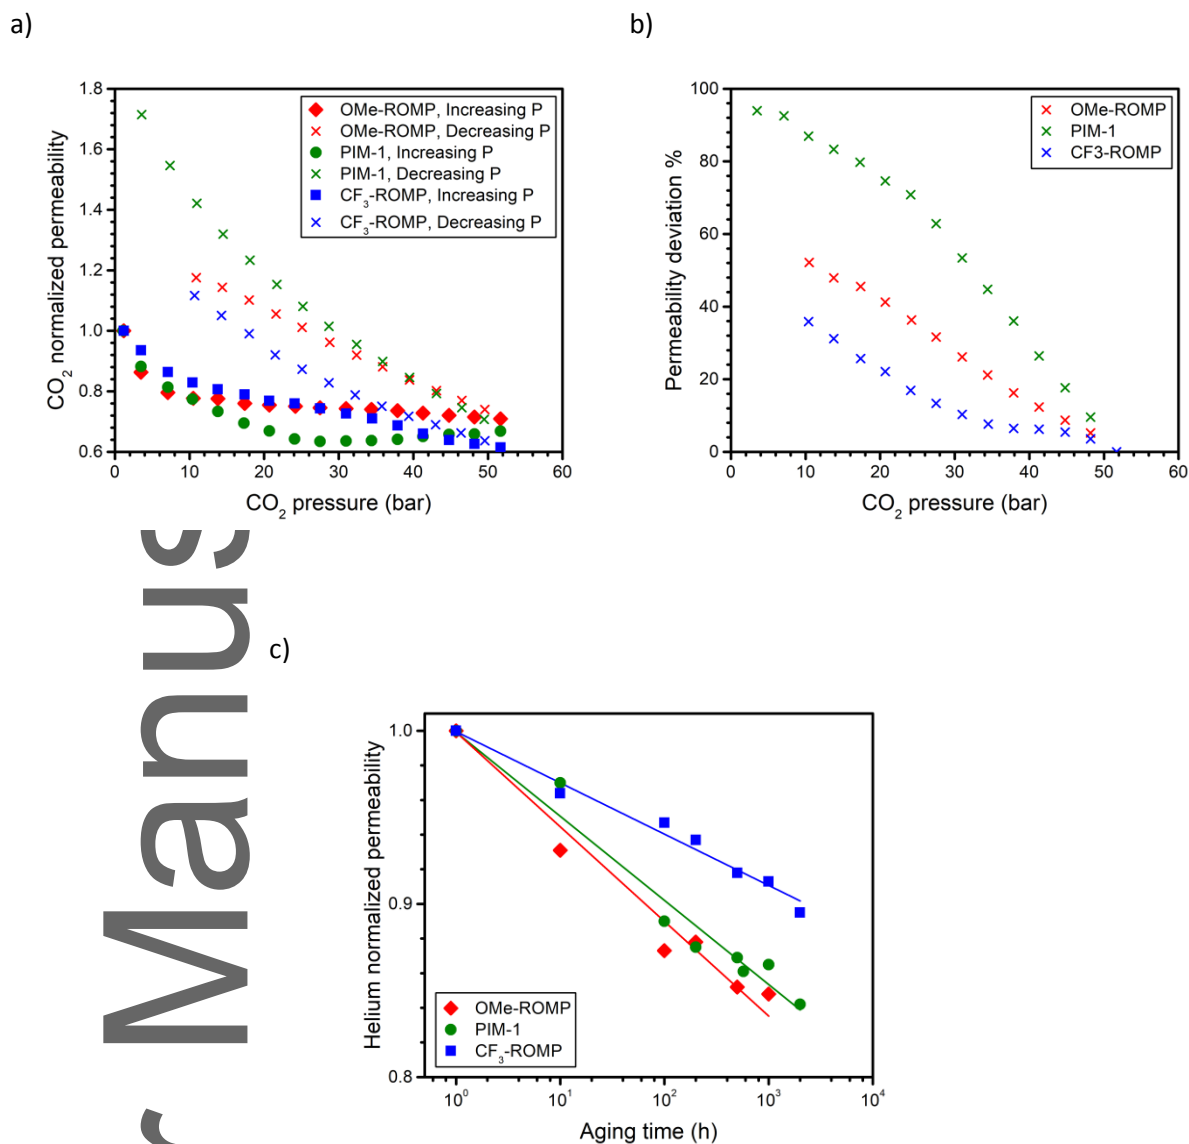 a)
b)
1.8
1.6
1.4
1.2
1.0
0.8
0.6
0 10 20 30 40 50 60
CO2 normalized permeability
CO2 pressure (bar)
OMe-ROMP, Increasing P
OMe-ROMP, Decreasing P
PIM-1, Increasing P
PIM-1, Decreasing P
CF3-ROMP, Increasing P
CF3-ROMP, Decreasing P
100
80
60
40
20
0
0 10 20 30 40 50 60
Permeability deviation %
CO2 pressure (bar)
OMe-ROMP
PIM-1
CF3-ROMP
Manus
c)
1.0
0.9
0.8
10^0 10^1 10^2 10^3 10^4
Helium normalized permeability
Aging time (h)
OMe-ROMP
PIM-1
CF3-ROMP